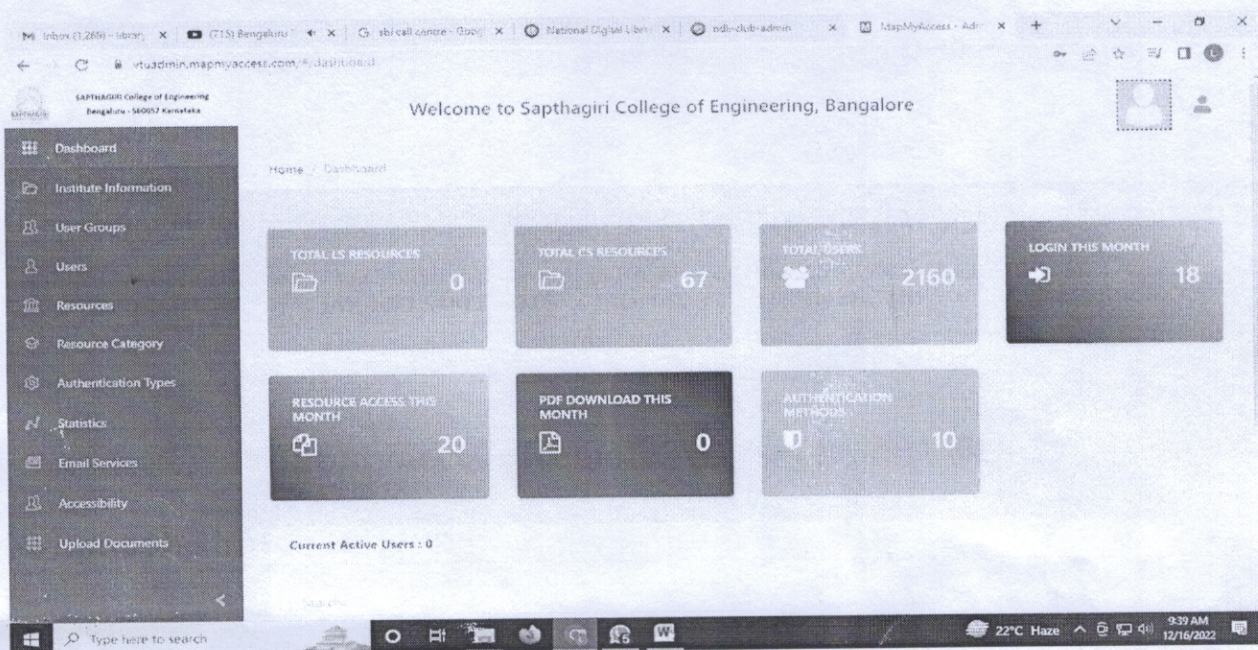 Inbox (1,266) - library
(715) Bengaluru
sbi call centre - Googl
National Digital Libra
ndli-club-admin
MapMyAccess - Adr
vtuadmin.mapmyaccess.com/#/dashboard
SAPTHAGIRI College of Engineering
Bengaluru - 560057 Karnataka
Welcome to Sapthagiri College of Engineering, Bangalore
Dashboard
Institute Information
User Groups
Users
Resources
Resource Category
Authentication Types
Statistics
Email Services
Accessibility
Upload Documents
Home / Dashboard
TOTAL LS RESOURCES
0
TOTAL CS RESOURCES
67
TOTAL USERS
2160
LOGIN THIS MONTH
18
RESOURCE ACCESS THIS
MONTH
20
PDF DOWNLOAD THIS
MONTH
0
AUTHENTICATION
METHODS
10
Current Active Users : 0
Type here to search
22°C Haze
9:39 AM
12/16/2022